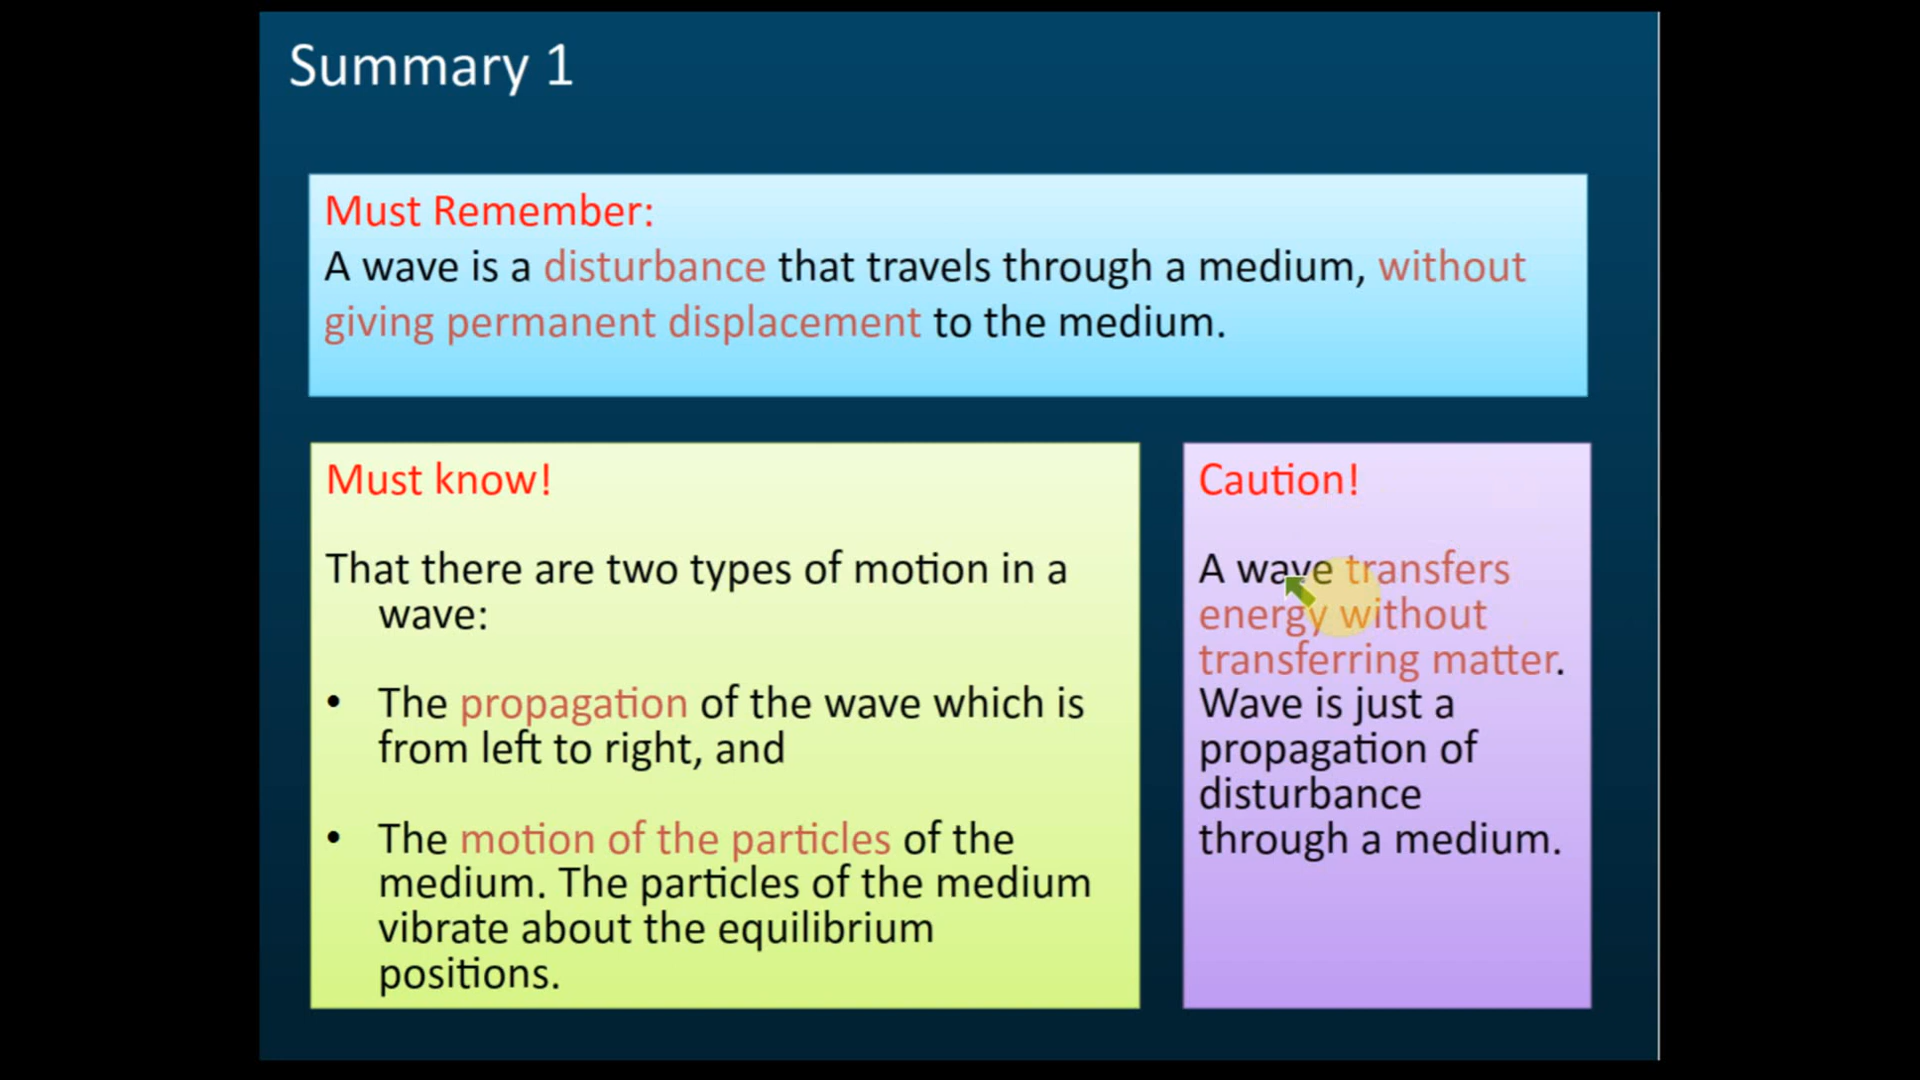 Summary 1
Must Remember:
A wave is a disturbance that travels through a medium, without
giving permanent displacement to the medium.
Must know!
That there are two types of motion in a
wave:
• The propagation of the wave which is
from left to right, and
• The motion of the particles of the
medium. The particles of the medium
vibrate about the equilibrium
positions.
Caution!
A wave transfers
energy without
transferring matter.
Wave is just a
propagation of
disturbance
through a medium.